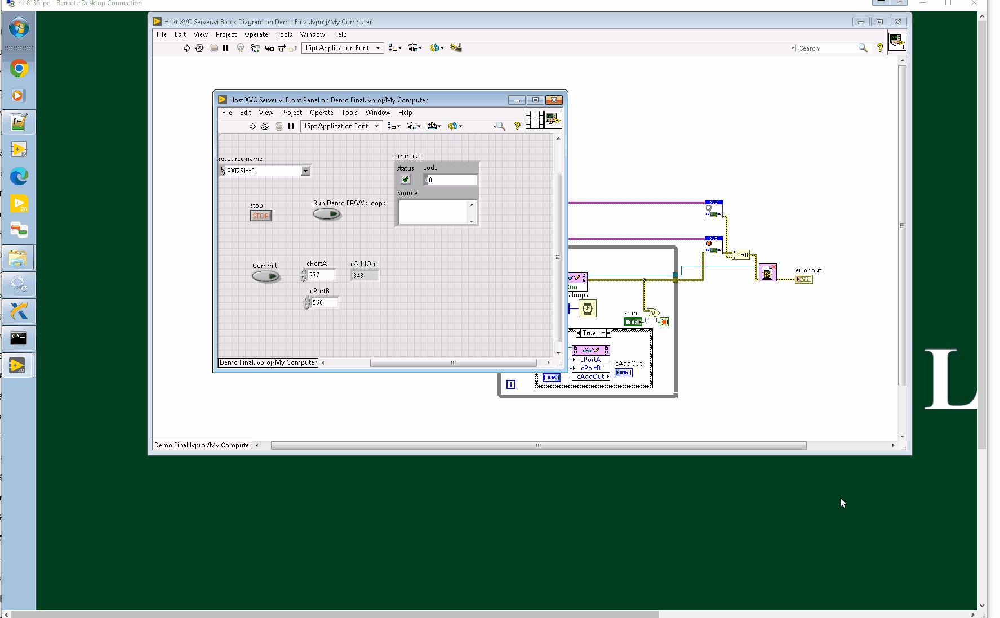 ni-8135-pc - Remote Desktop Connection
Host XVC Server.vi Block Diagram on Demo Final.lvproj/My Computer
File Edit View Project Operate Tools Window Help
15pt Application Font
Search
1
Host XVC Server.vi Front Panel on Demo Final.lvproj/My Computer
File Edit View Project Operate Tools Window Help
15pt Application Font
1
resource name
PXI2Slot3
error out
status code
0
source
stop
STOP
Run Demo FPGA's loops
Commit
cPortA
277
cAddOut
843
cPortB
566
Demo Final.lvproj/My Computer
XVC
XVC
error out
s loops
stop
TF
True
cPortA
cPortB
cAddOut
cAddOut
U16
U16
i
Demo Final.lvproj/My Computer
19
20
C:\
20
L